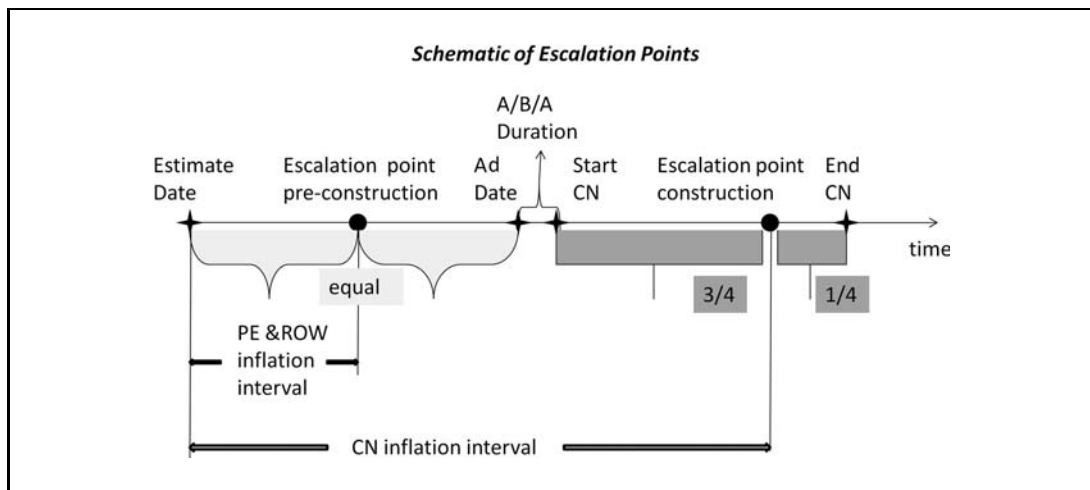 Schematic of Escalation Points
A/B/A
Duration
Estimate
Date
Escalation point
pre-construction
Ad
Date
Start
CN
Escalation point
construction
End
CN
time
equal
3/4
1/4
PE &ROW
inflation
interval
CN inflation interval